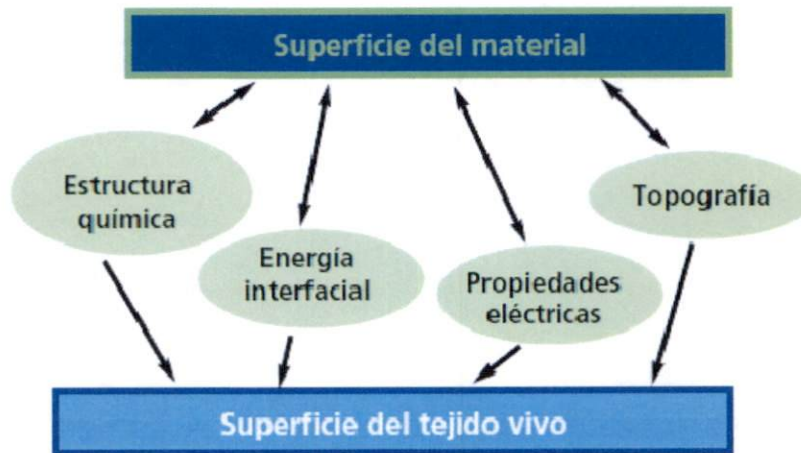 Superficie del material
Estructura
química
Topografía
Energía
interfacial
Propiedades
eléctricas
Superficie del tejido vivo